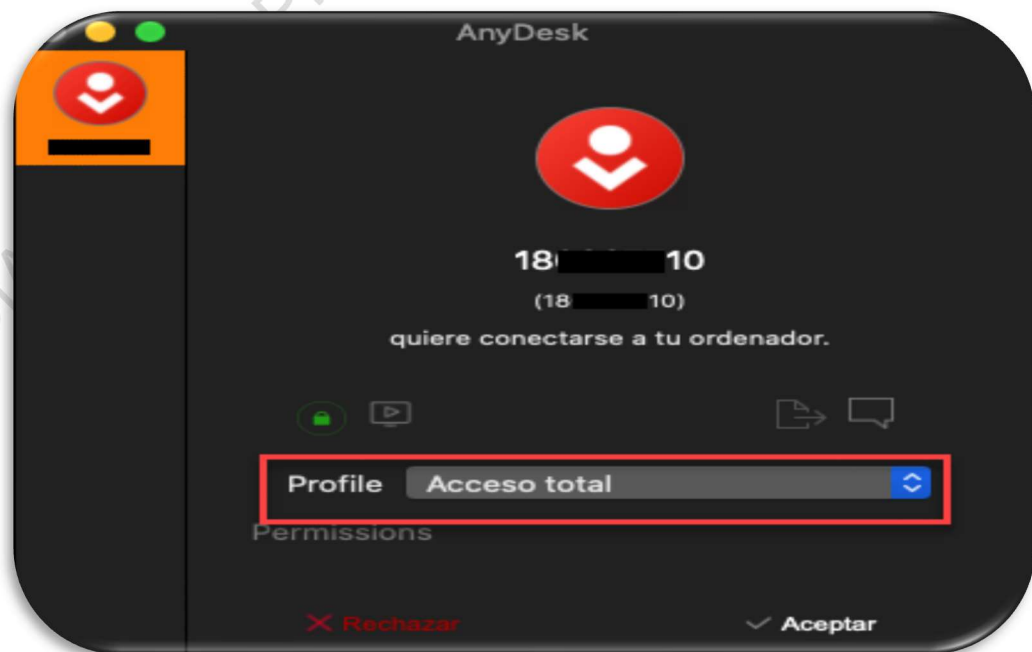 AnyDesk
18 10
(18 10)
quiere conectarse a tu ordenador.
Profile Acceso total
Permissions
Rechazar
Aceptar